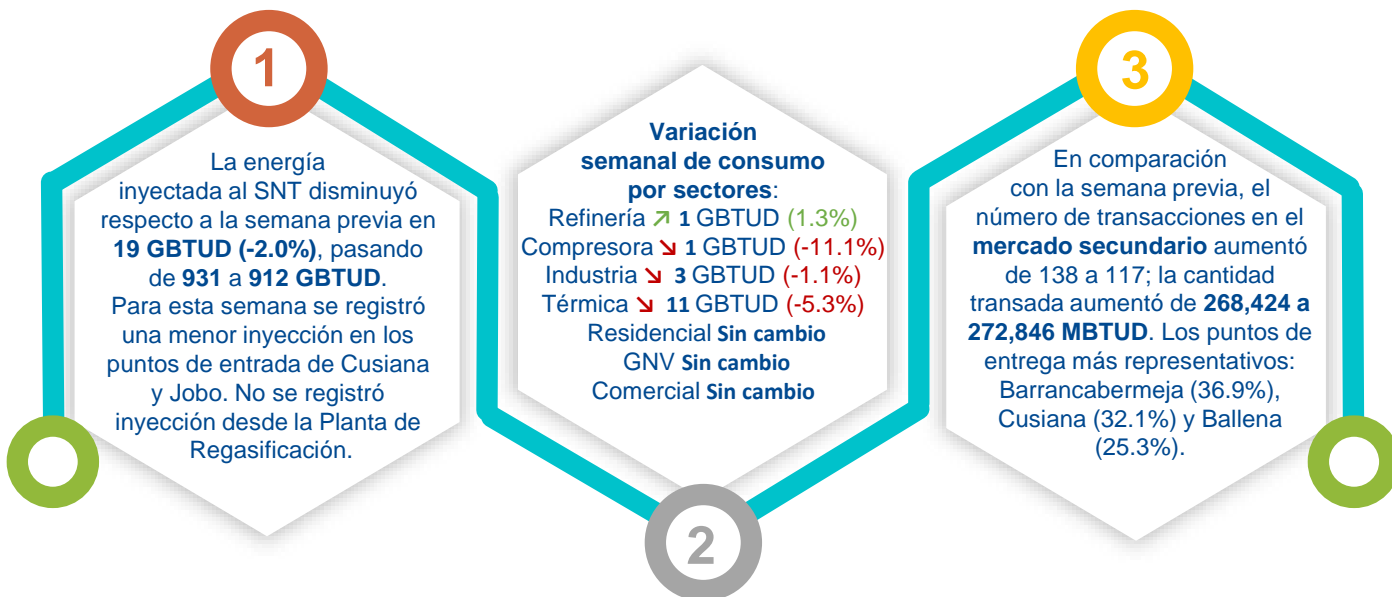 1
La energía
inyectada al SNT disminuyó
respecto a la semana previa en
19 GBTUD (-2.0%), pasando
de 931 a 912 GBTUD.
Para esta semana se registró
una menor inyección en los
puntos de entrada de Cusiana
y Jobo. No se registró
inyección desde la Planta de
Regasificación.
Variación
semanal de consumo
por sectores:
Refinería ↗ 1 GBTUD (1.3%)
Compresora ↘ 1 GBTUD (-11.1%)
Industria ↘ 3 GBTUD (-1.1%)
Térmica ↘ 11 GBTUD (-5.3%)
Residencial Sin cambio
GNV Sin cambio
Comercial Sin cambio
2
3
En comparación
con la semana previa, el
número de transacciones en el
mercado secundario aumentó
de 138 a 117; la cantidad
transada aumentó de 268,424 a
272,846 MBTUD. Los puntos de
entrega más representativos:
Barrancabermeja (36.9%),
Cusiana (32.1%) y Ballena
(25.3%).